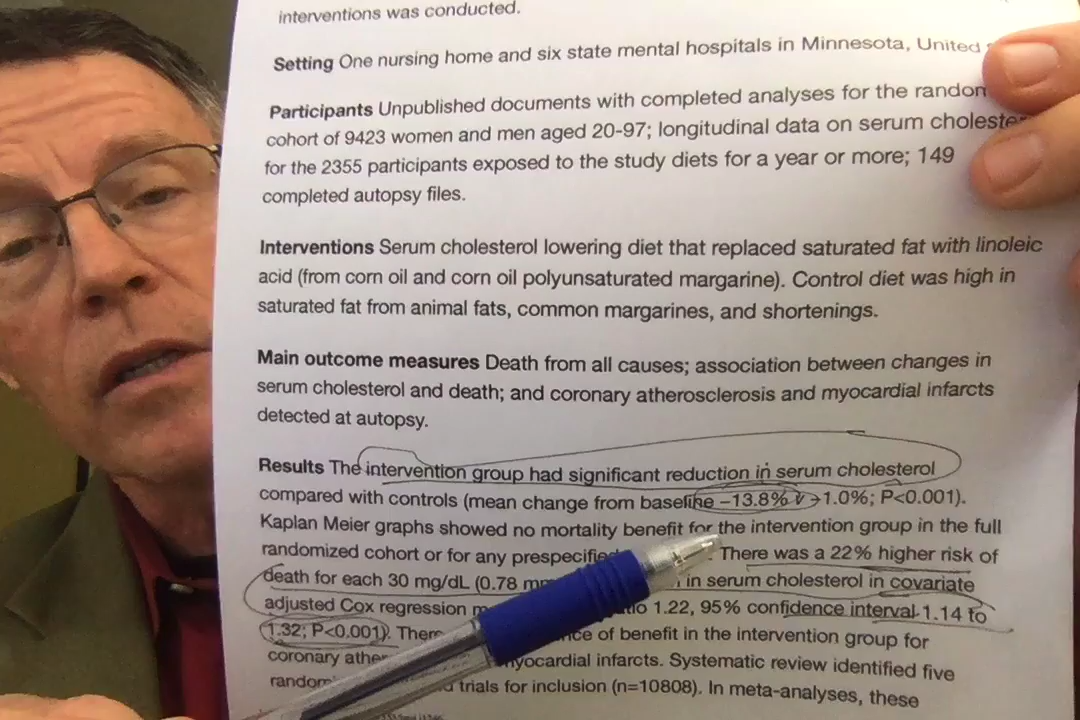 interventions was conducted.
Setting One nursing home and six state mental hospitals in Minnesota, United
Participants Unpublished documents with completed analyses for the
cohort of 9423 women and men aged 20-97; longitudinal data on serum
for the 2355 participants exposed to the study diets for a year or more; 149
completed autopsy files.
Interventions Serum cholesterol lowering diet that replaced saturated fat with linoleic
acid (from corn oil and corn oil polyunsaturated margarine). Control diet was high in
saturated fat from animal fats, common margarines, and shortenings.
Main outcome measures Death from all causes; association between changes in
serum cholesterol and death; and coronary atherosclerosis and myocardial infarcts
detected at autopsy.
Results The intervention group had significant reduction in serum cholesterol
compared with controls (mean change from baseline −13.8% v −1.0%; P<0.001).
Kaplan Meier graphs showed no mortality benefit for the intervention group in the full
randomized cohort or for any There was a 22% higher risk of
death for each 30 mg/dL (0.78 in serum cholesterol in covariate
adjusted Cox regression 1.22, 95% confidence interval 1.14 to
1.32; P<0.001). of benefit in the intervention group for
coronary myocardial infarcts. Systematic review identified five
trials for inclusion (n=10808). In meta-analyses, these